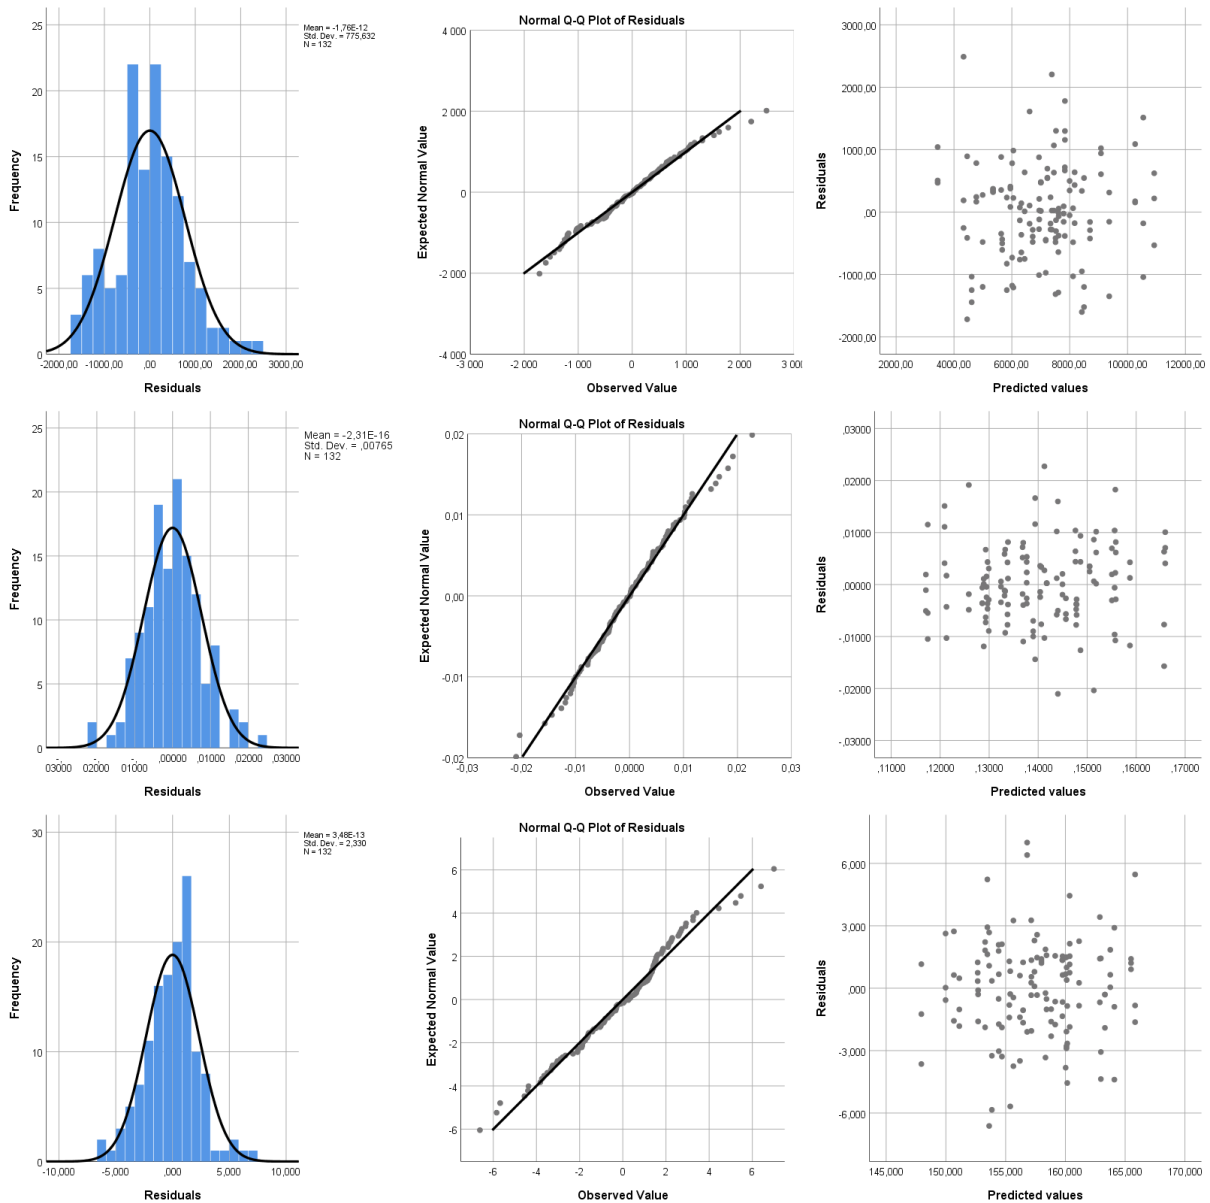 25
20
15
10
5
0
Frequency
-2000,00 -1000,00 ,00 1000,00 2000,00 3000,00
Residuals
Mean = -1,76E-12
Std. Dev. = 775,632
N = 132
Normal Q-Q Plot of Residuals
4 000
2 000
0
-2 000
-4 000
Expected Normal Value
-3 000 -2 000 -1 000 0 1 000 2 000 3 000
Observed Value
3000,00
2000,00
1000,00
,00
-1000,00
-2000,00
Residuals
2000,00 4000,00 6000,00 8000,00 10000,00 12000,00
Predicted values
25
20
15
10
5
0
Frequency
03000 02000 01000 ,00000 ,01000 ,02000 ,03000
Residuals
Mean = -2,31E-16
Std. Dev. = ,00765
N = 132
Normal Q-Q Plot of Residuals
0,02
0,01
0,00
-0,01
-0,02
Expected Normal Value
-0,03 -0,02 -0,01 0,0000 0,01 0,02 0,03
Observed Value
,03000
,02000
,01000
,00000
-,01000
-,02000
-,03000
Residuals
,11000 ,12000 ,13000 ,14000 ,15000 ,16000 ,17000
Predicted values
30
20
10
0
Frequency
-10,000 -5,000 ,000 5,000 10,000
Residuals
Mean = 3,48E-13
Std. Dev. = 2,330
N = 132
Normal Q-Q Plot of Residuals
6
4
2
0
-2
-4
-6
Expected Normal Value
-6 -4 -2 0 2 4 6
Observed Value
6,000
3,000
,000
-3,000
-6,000
Residuals
145,000 150,000 155,000 160,000 165,000 170,000
Predicted values